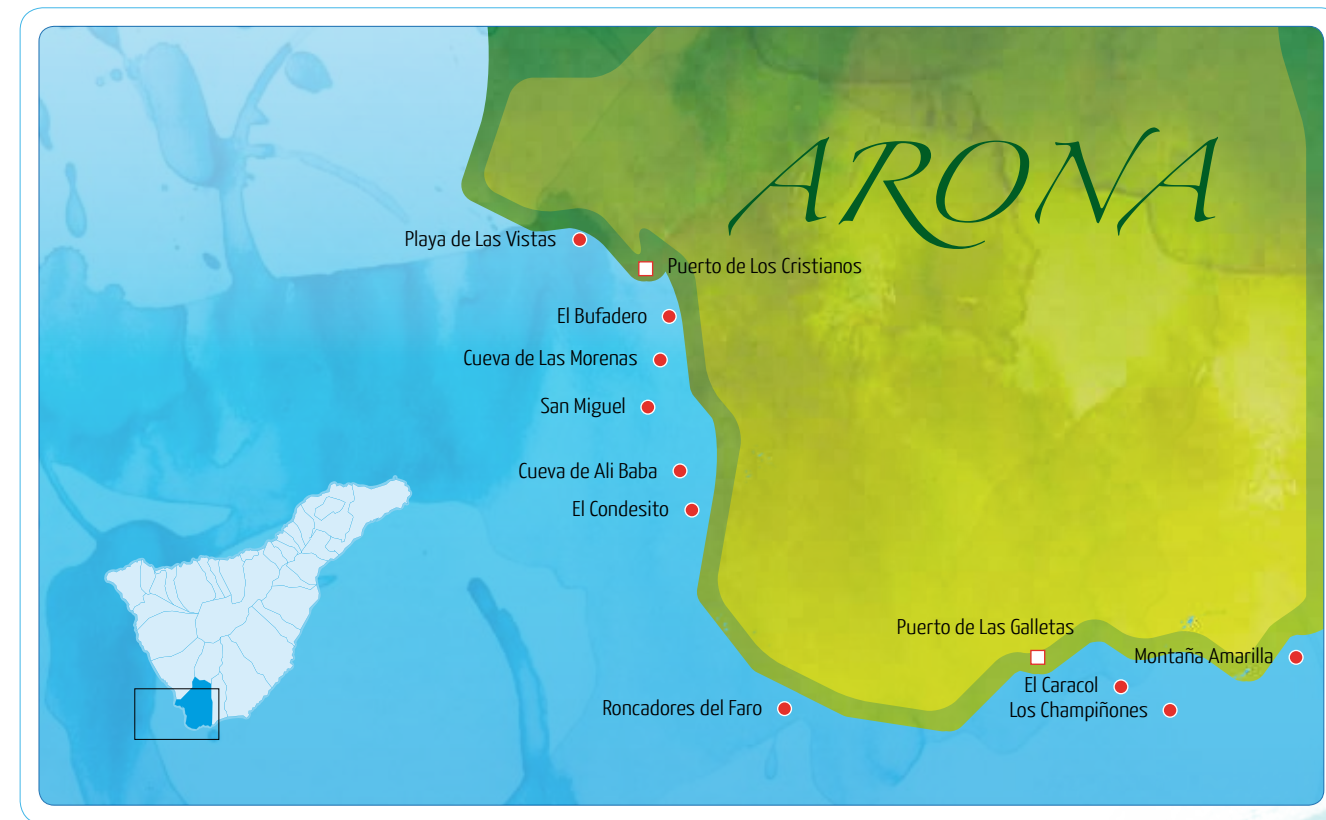 ARONA
Playa de Las Vistas
Puerto de Los Cristianos
El Bufadero
Cueva de Las Morenas
San Miguel
Cueva de Ali Baba
El Condesito
Puerto de Las Galletas
Montaña Amarilla
El Caracol
Roncadores del Faro
Los Champiñones